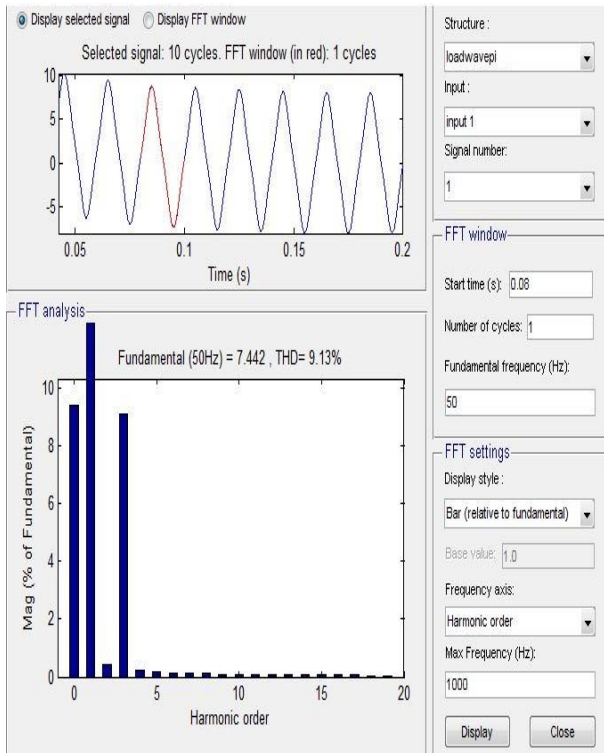 Display selected signal
Display FFT window
Selected signal: 10 cycles. FFT window (in red): 1 cycles
10
5
0
-5
0.05
0.1
0.15
0.2
Time (s)
FFT analysis
Fundamental (50Hz) = 7.442 , THD= 9.13%
10
8
6
4
2
0
Mag (% of Fundamental)
0
5
10
15
20
Harmonic order
Structure :
loadwavepi
Input :
input 1
Signal number:
1
FFT window
Start time (s): 0.08
Number of cycles: 1
Fundamental frequency (Hz):
50
FFT settings
Display style :
Bar (relative to fundamental)
Base value: 1.0
Frequency axis:
Harmonic order
Max Frequency (Hz):
1000
Display
Close